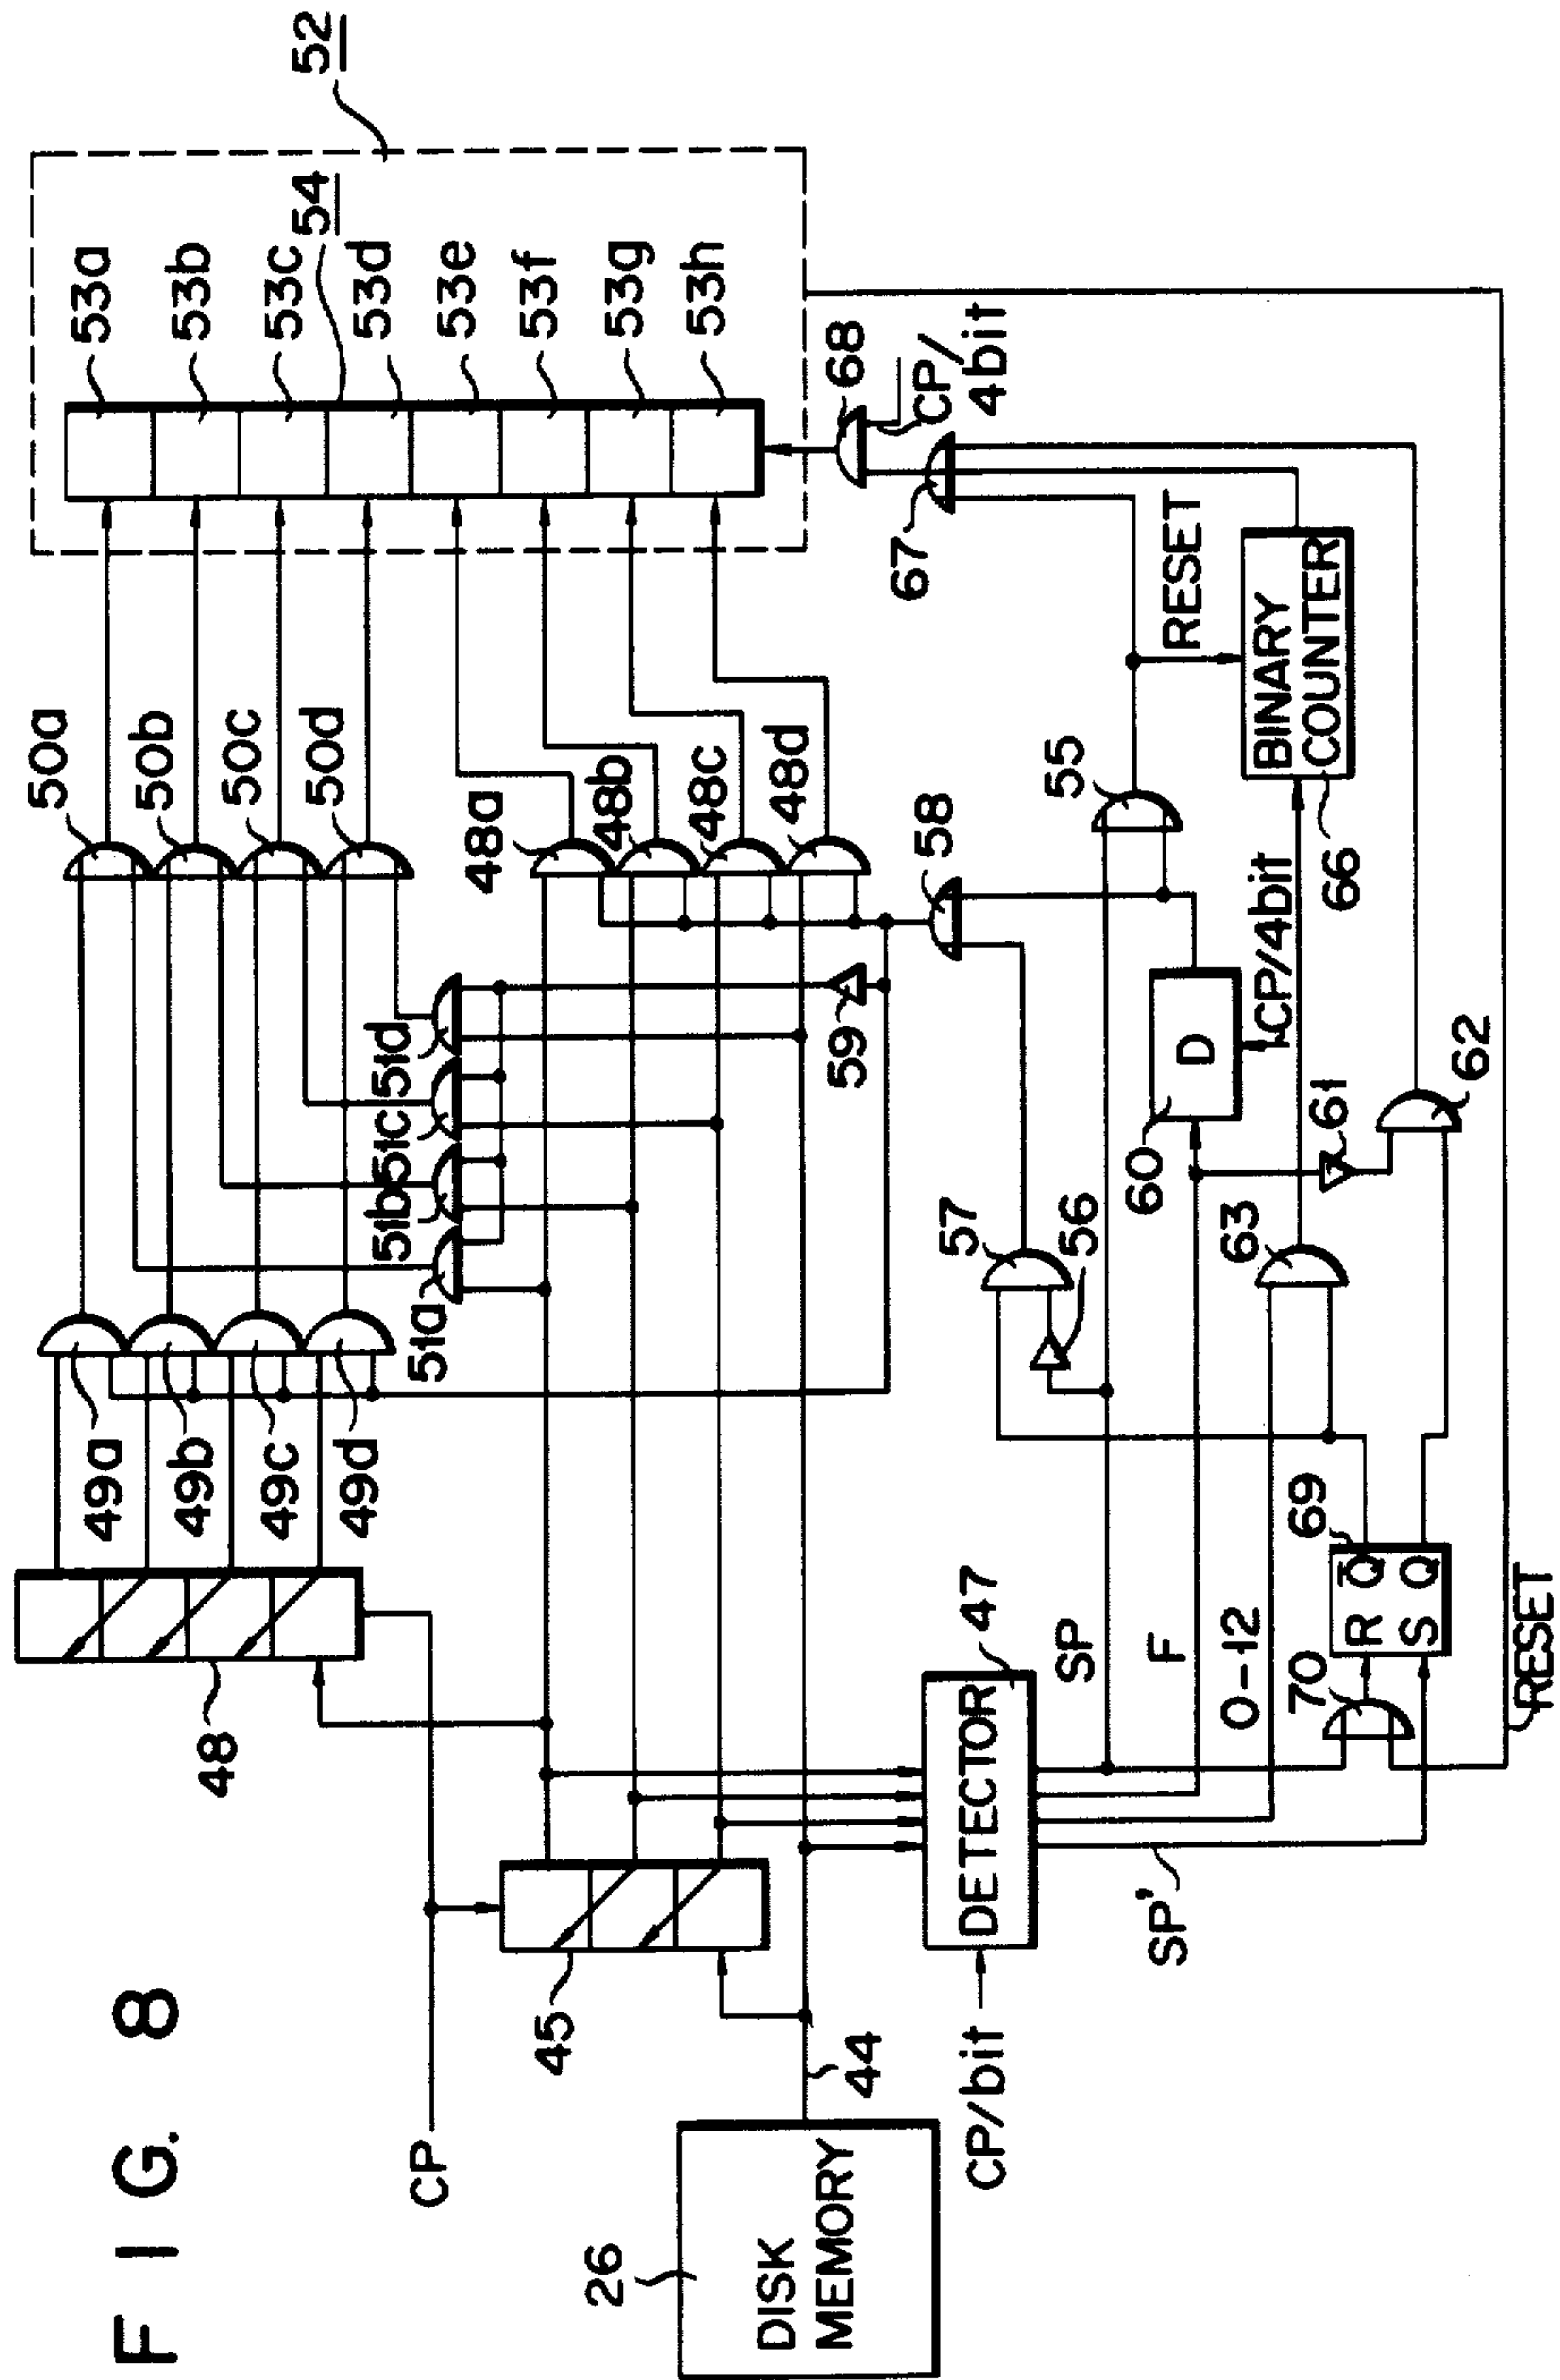 FIG. 8
52
53a
53b
53c
54
53d
53e
53f
53g
53h
50a
50b
50c
50d
49a
49b
49c
49d
48
51a
51b
51c
51d
48a
48b
48c
48d
58
59
68
CP/4bit
67
RESET
BINARY
COUNTER
66
55
CP/4bit
D
60
61
62
57
56
63
69
R Q̅
S Q
70
RESET
47
DETECTOR
SP
F
0-12
SP'
CP/bit
CP
45
44
26
DISK
MEMORY